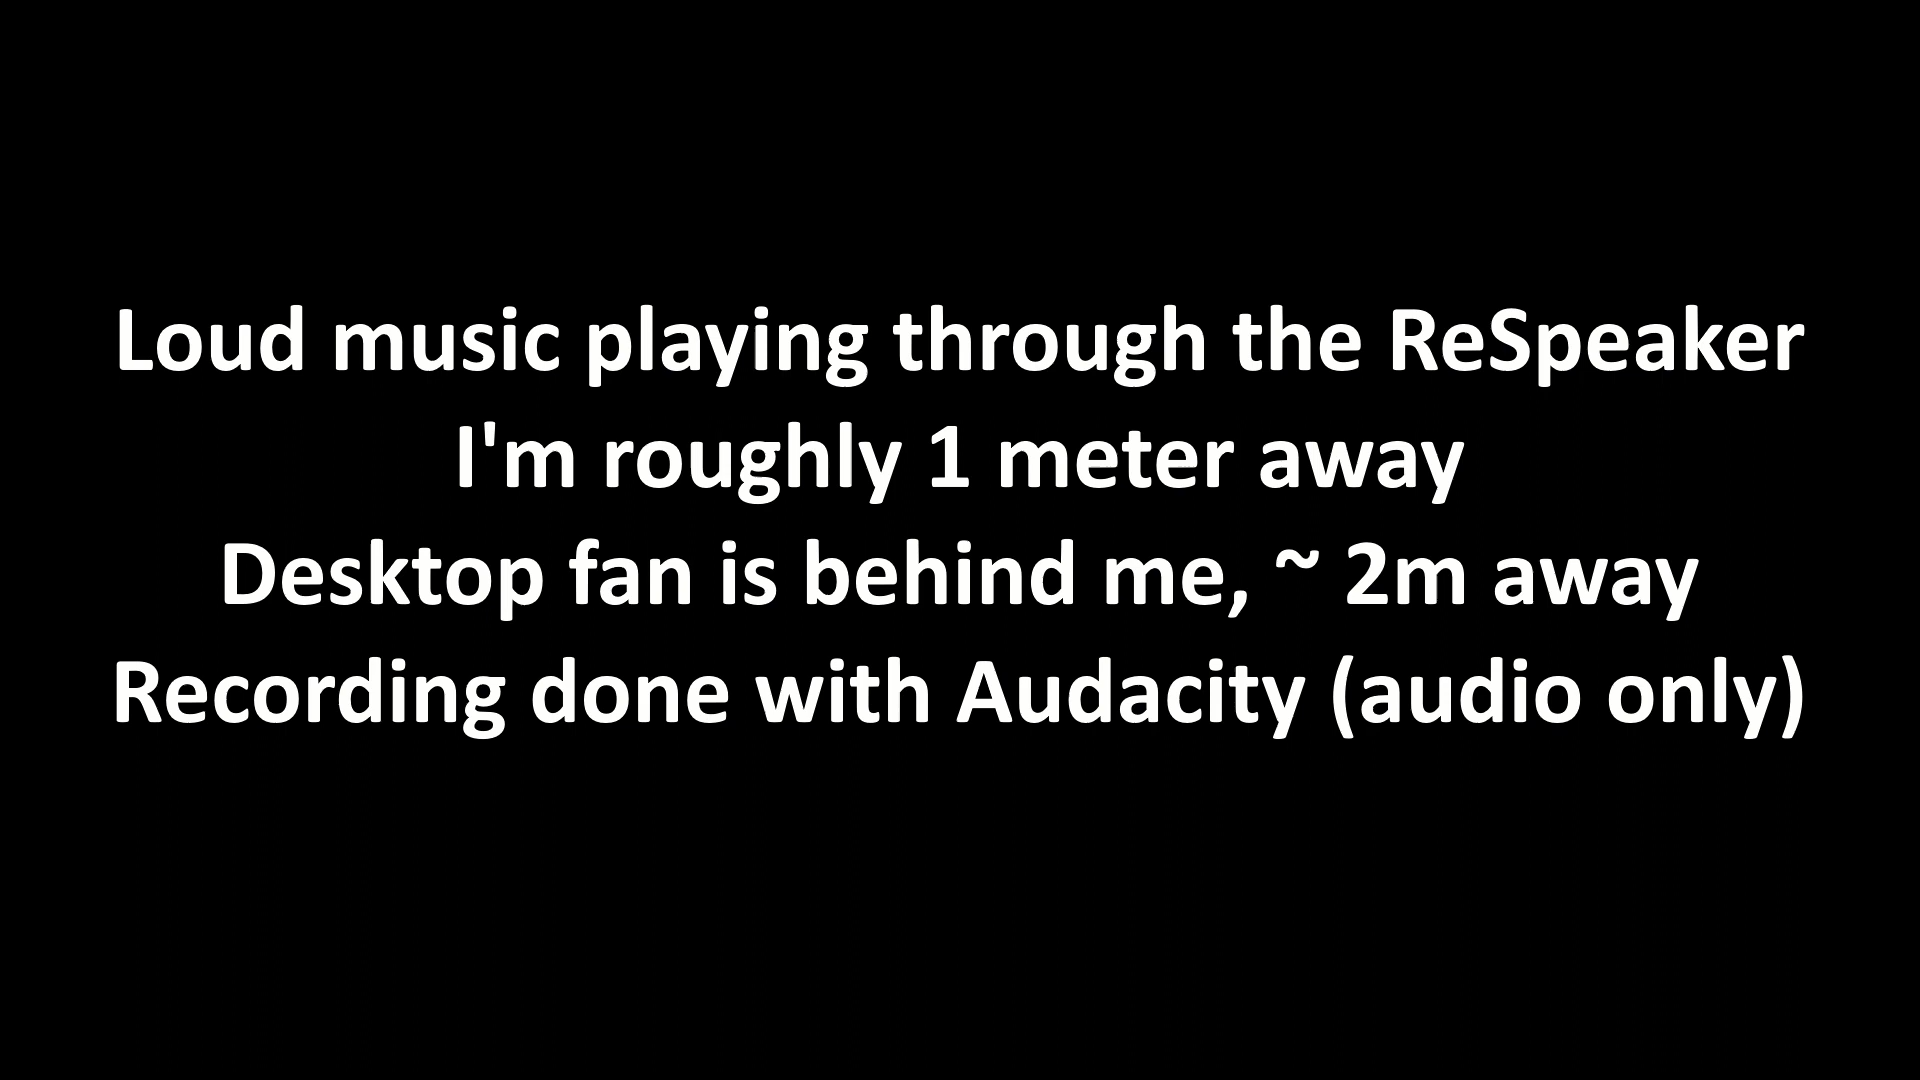 Loud music playing through the ReSpeaker
I'm roughly 1 meter away
Desktop fan is behind me, ~ 2m away
Recording done with Audacity (audio only)